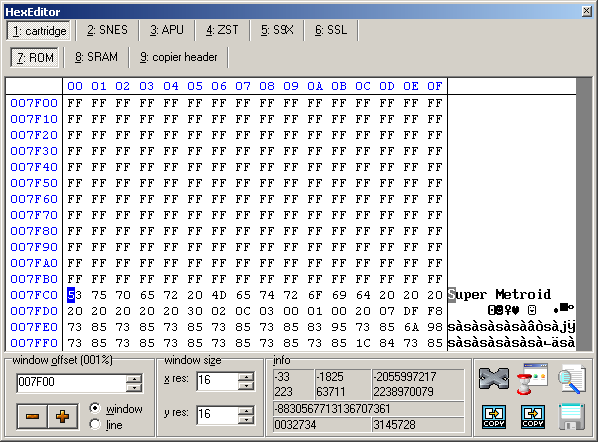 HexEditor
1: cartridge 2: SNES 3: APU 4: ZST 5: S9X 6: SSL
7: ROM 8: SRAM 9: copier header
00 01 02 03 04 05 06 07 08 09 0A 0B 0C 0D 0E 0F
007F00 FF FF FF FF FF FF FF FF FF FF FF FF FF FF FF FF
007F10 FF FF FF FF FF FF FF FF FF FF FF FF FF FF FF FF
007F20 FF FF FF FF FF FF FF FF FF FF FF FF FF FF FF FF
007F30 FF FF FF FF FF FF FF FF FF FF FF FF FF FF FF FF
007F40 FF FF FF FF FF FF FF FF FF FF FF FF FF FF FF FF
007F50 FF FF FF FF FF FF FF FF FF FF FF FF FF FF FF FF
007F60 FF FF FF FF FF FF FF FF FF FF FF FF FF FF FF FF
007F70 FF FF FF FF FF FF FF FF FF FF FF FF FF FF FF FF
007F80 FF FF FF FF FF FF FF FF FF FF FF FF FF FF FF FF
007F90 FF FF FF FF FF FF FF FF FF FF FF FF FF FF FF FF
007FA0 FF FF FF FF FF FF FF FF FF FF FF FF FF FF FF FF
007FB0 FF FF FF FF FF FF FF FF FF FF FF FF FF FF FF FF
007FC0 53 75 70 65 72 20 4D 65 74 72 6F 69 64 20 20 20 Super Metroid
007FD0 20 20 20 20 20 30 02 0C 03 00 01 00 20 07 DF F8
007FE0 73 85 73 85 73 85 73 85 73 85 83 95 73 85 6A 98 sàsàsàsàsàâòsàjÿ
007FF0 73 85 73 85 73 85 73 85 73 85 73 85 1C 84 73 85 sàsàsàsàsàsà∟äsà
window offset (001%) window size info
007F00 x res: 16 -33 -1825 -2055997217
223 63711 2238970079
window y res: 16 -8830567713136707361
line 0032734 3145728
COPY COPY